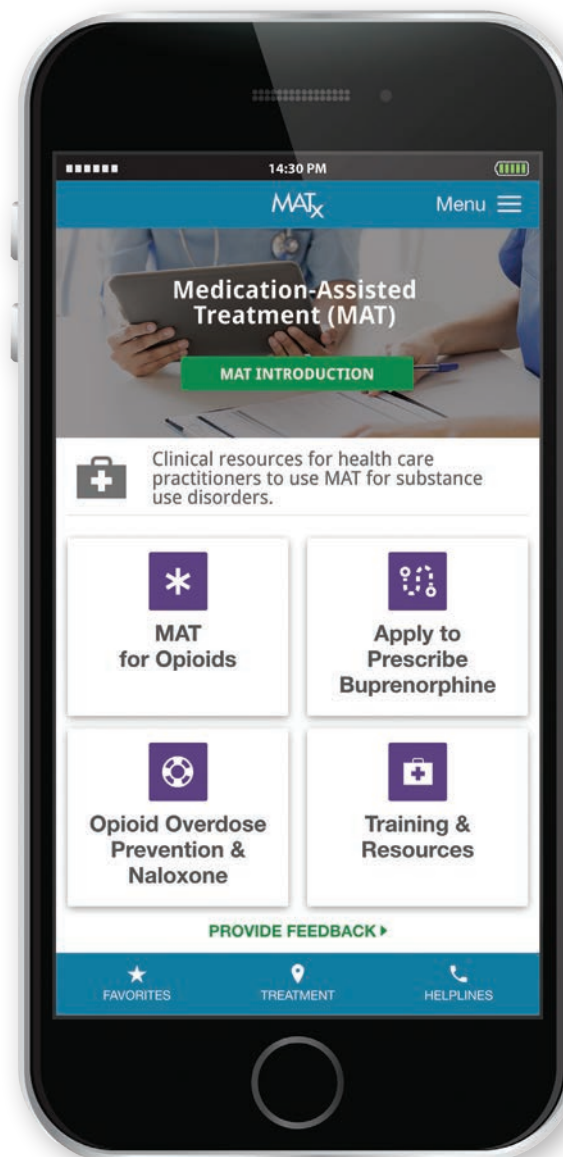 14:30 PM
MATx
Menu
Medication-Assisted
Treatment (MAT)
MAT INTRODUCTION
Clinical resources for health care
practitioners to use MAT for substance
use disorders.
MAT
for Opioids
Apply to
Prescribe
Buprenorphine
Opioid Overdose
Prevention &
Naloxone
Training &
Resources
PROVIDE FEEDBACK
FAVORITES
TREATMENT
HELPLINES